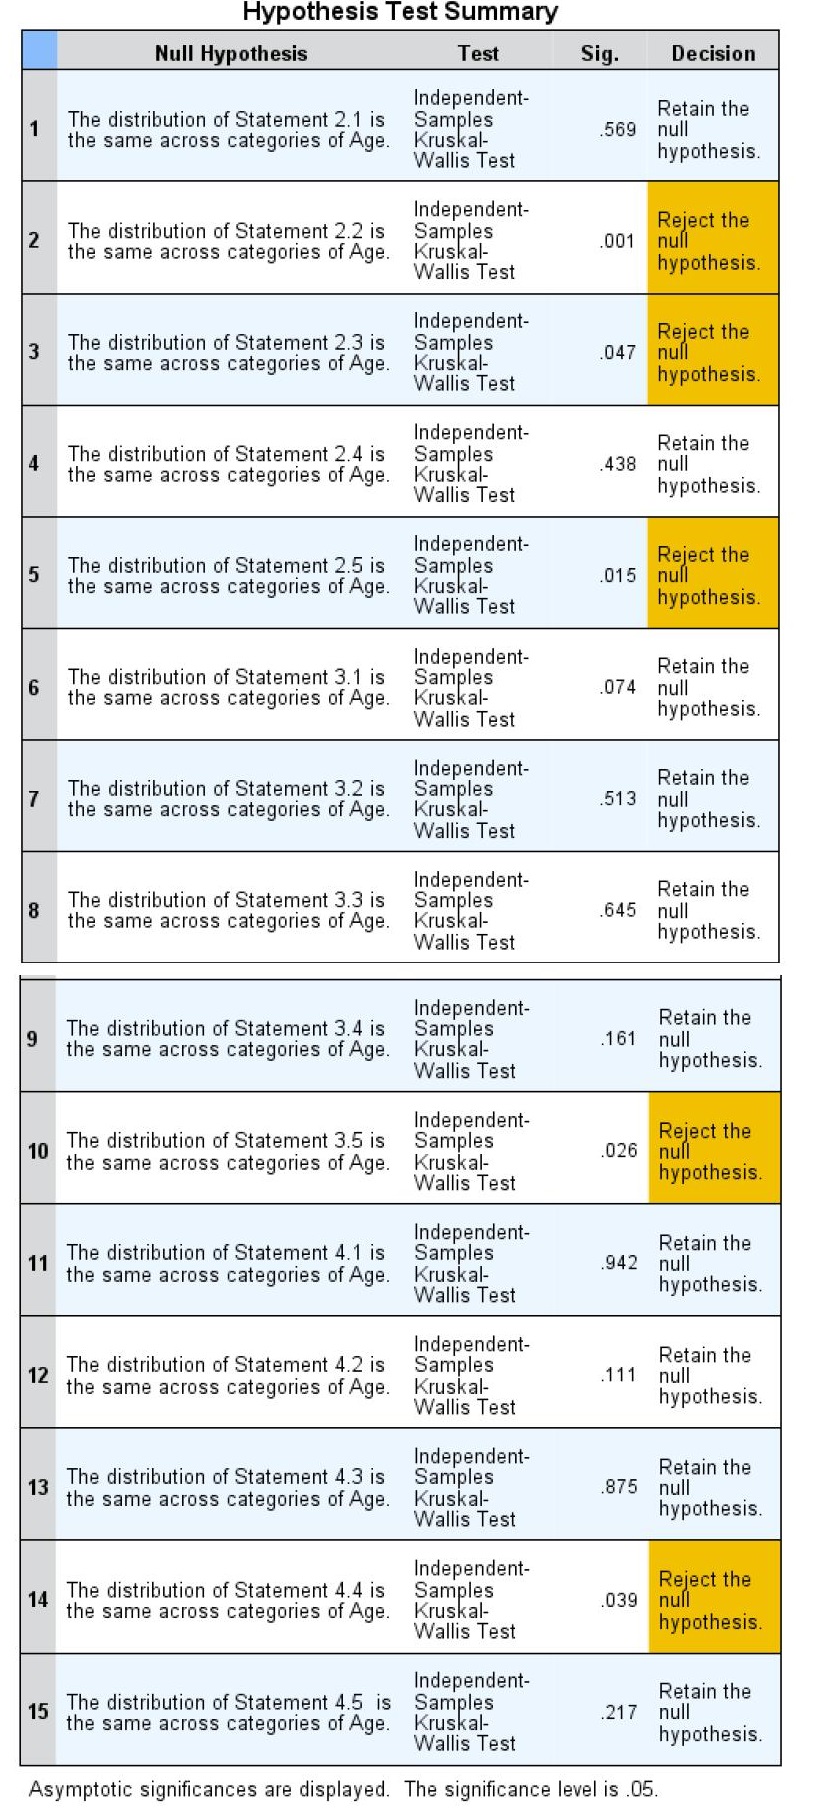 Hypothesis Test Summary
Null Hypothesis Test Sig. Decision
1 The distribution of Statement 2.1 is the same across categories of Age. Independent-Samples Kruskal-Wallis Test .569 Retain the null hypothesis.
2 The distribution of Statement 2.2 is the same across categories of Age. Independent-Samples Kruskal-Wallis Test .001 Reject the null hypothesis.
3 The distribution of Statement 2.3 is the same across categories of Age. Independent-Samples Kruskal-Wallis Test .047 Reject the null hypothesis.
4 The distribution of Statement 2.4 is the same across categories of Age. Independent-Samples Kruskal-Wallis Test .438 Retain the null hypothesis.
5 The distribution of Statement 2.5 is the same across categories of Age. Independent-Samples Kruskal-Wallis Test .015 Reject the null hypothesis.
6 The distribution of Statement 3.1 is the same across categories of Age. Independent-Samples Kruskal-Wallis Test .074 Retain the null hypothesis.
7 The distribution of Statement 3.2 is the same across categories of Age. Independent-Samples Kruskal-Wallis Test .513 Retain the null hypothesis.
8 The distribution of Statement 3.3 is the same across categories of Age. Independent-Samples Kruskal-Wallis Test .645 Retain the null hypothesis.
9 The distribution of Statement 3.4 is the same across categories of Age. Independent-Samples Kruskal-Wallis Test .161 Retain the null hypothesis.
10 The distribution of Statement 3.5 is the same across categories of Age. Independent-Samples Kruskal-Wallis Test .026 Reject the null hypothesis.
11 The distribution of Statement 4.1 is the same across categories of Age. Independent-Samples Kruskal-Wallis Test .942 Retain the null hypothesis.
12 The distribution of Statement 4.2 is the same across categories of Age. Independent-Samples Kruskal-Wallis Test .111 Retain the null hypothesis.
13 The distribution of Statement 4.3 is the same across categories of Age. Independent-Samples Kruskal-Wallis Test .875 Retain the null hypothesis.
14 The distribution of Statement 4.4 is the same across categories of Age. Independent-Samples Kruskal-Wallis Test .039 Reject the null hypothesis.
15 The distribution of Statement 4.5 is the same across categories of Age. Independent-Samples Kruskal-Wallis Test .217 Retain the null hypothesis.
Asymptotic significances are displayed. The significance level is .05.